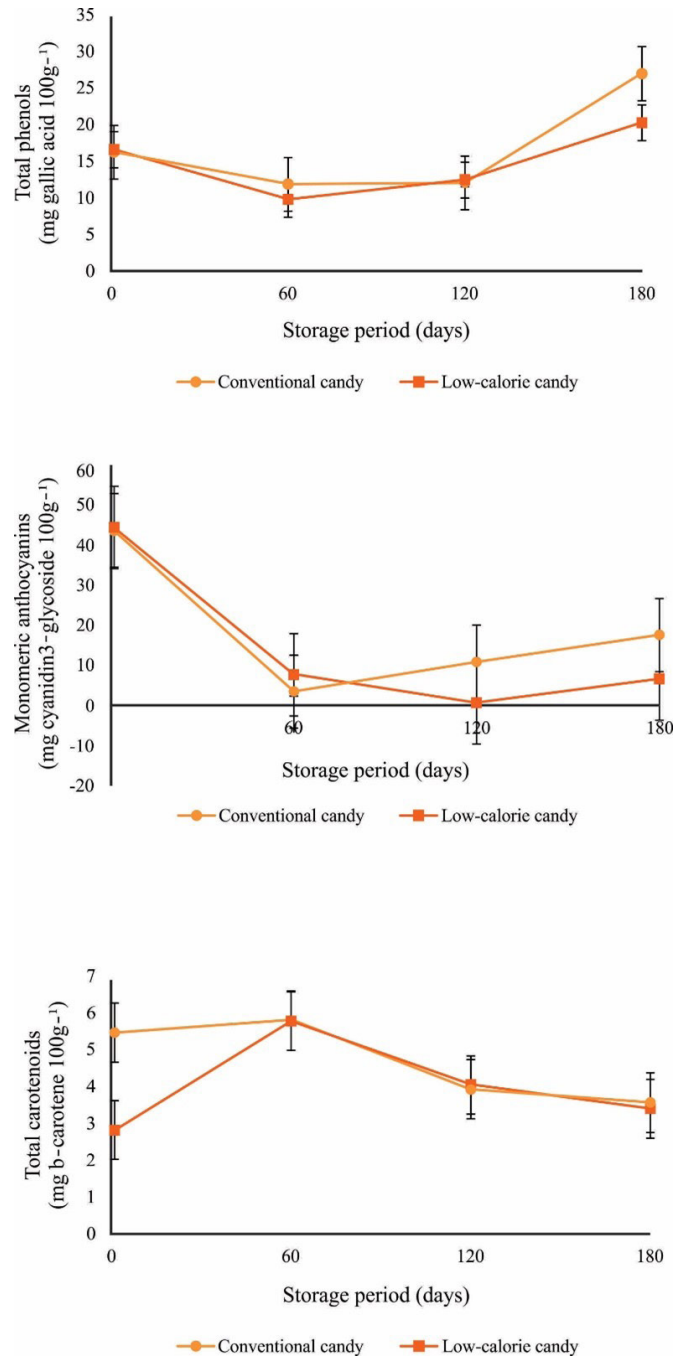 Total phenols
(mg gallic acid 100g⁻¹)
35
30
25
20
15
10
5
0
0 60 120 180
Storage period (days)
Conventional candy Low-calorie candy
Monomeric anthocyanins
(mg cyanidin3-glycoside 100g⁻¹)
60
50
40
30
20
10
0
-10
-20
60 120 180
Storage period (days)
Conventional candy Low-calorie candy
Total carotenoids
(mg b-carotene 100g⁻¹)
7
6
5
4
3
2
1
0
0 60 120 180
Storage period (days)
Conventional candy Low-calorie candy